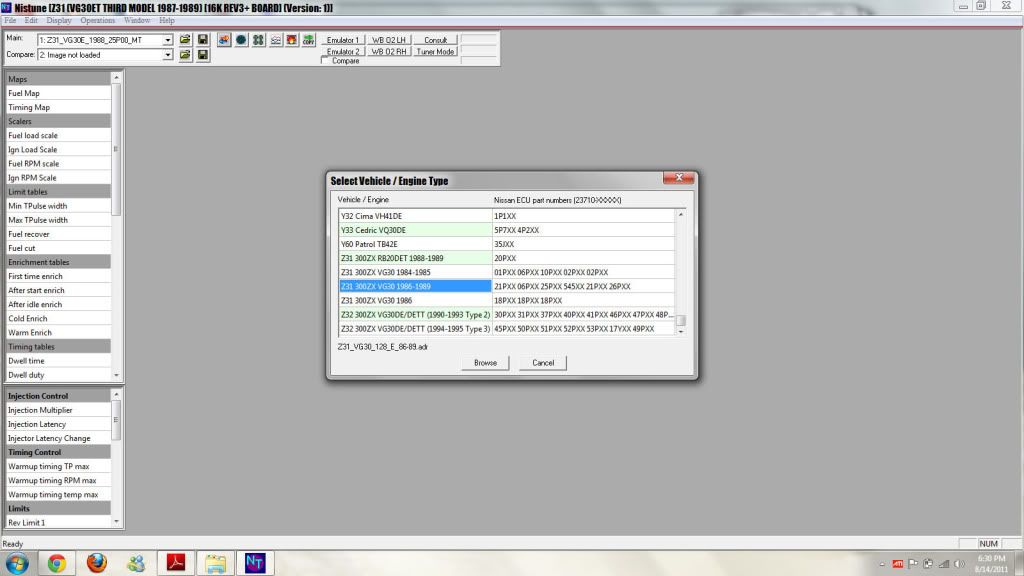 Nistune [Z31 (VG30ET THIRD MODEL 1987-1989) (16K REV3+ BOARD) (Version: 1)]
File Edit Display Operations Window Help
Main: 1: Z31_VG30E_1988_25P00_MT
Emulator 1 WB O2 LH Consult
Compare: 2: Image not loaded
Emulator 2 WB O2 RH Tuner Mode
Compare
COPY
Maps
Fuel Map
Timing Map
Scalers
Fuel load scale
Ign Load Scale
Fuel RPM scale
Ign RPM Scale
Limit tables
Min TPulse width
Max TPulse width
Fuel recover
Fuel cut
Enrichment tables
First time enrich
After start enrich
After idle enrich
Cold Enrich
Warm Enrich
Timing tables
Dwell time
Dwell duty
Injection Control
Injection Multiplier
Injection Latency
Injector Latency Change
Timing Control
Warmup timing TP max
Warmup timing RPM max
Warmup timing temp max
Limits
Rev Limit 1
Select Vehicle / Engine Type
Vehicle / Engine Nissan ECU part numbers (23710-XXXXX)
Y32 Cima VH41DE 1P1XX
Y33 Cedric VQ30DE 5P7XX 4P2XX
Y60 Patrol TB42E 35JXX
Z31 300ZX RB20DET 1988-1989 20PXX
Z31 300ZX VG30 1984-1985 01PXX 06PXX 10PXX 02PXX 02PXX
Z31 300ZX VG30 1986-1989 21PXX 06PXX 25PXX 545XX 21PXX 26PXX
Z31 300ZX VG30 1986 18PXX 18PXX 18PXX
Z32 300ZX VG30DE/DETT (1990-1993 Type 2) 30PXX 31PXX 37PXX 40PXX 41PXX 46PXX 47PXX 48P...
Z32 300ZX VG30DE/DETT (1994-1995 Type 3) 45PXX 50PXX 51PXX 52PXX 53PXX 17YXX 49PXX
Z31_VG30_128_E_86-89.adr
Browse Cancel
Ready
NUM
NT
6:30 PM
8/14/2011